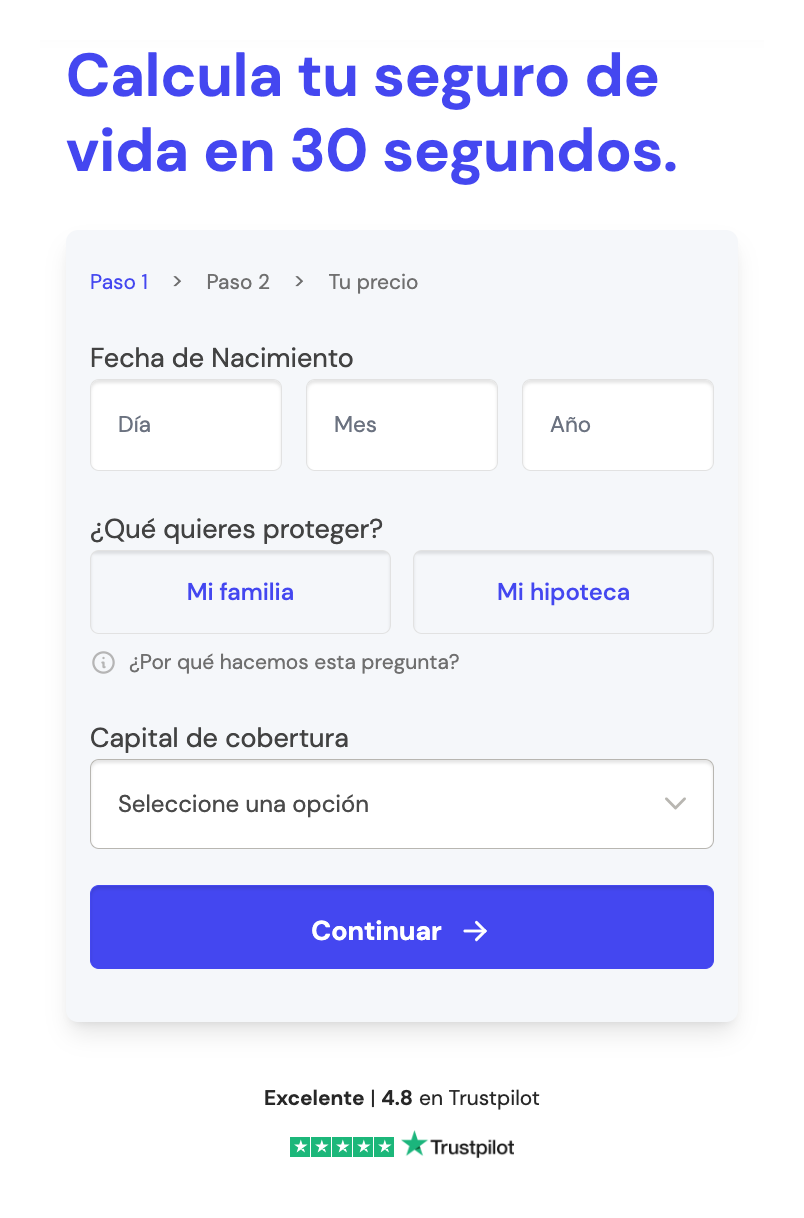 Calcula tu seguro de
vida en 30 segundos.
Paso 1 > Paso 2 > Tu precio
Fecha de Nacimiento
Día Mes Año
¿Qué quieres proteger?
Mi familia Mi hipoteca
¿Por qué hacemos esta pregunta?
Capital de cobertura
Seleccione una opción
Continuar →
Excelente | 4.8 en Trustpilot
Trustpilot